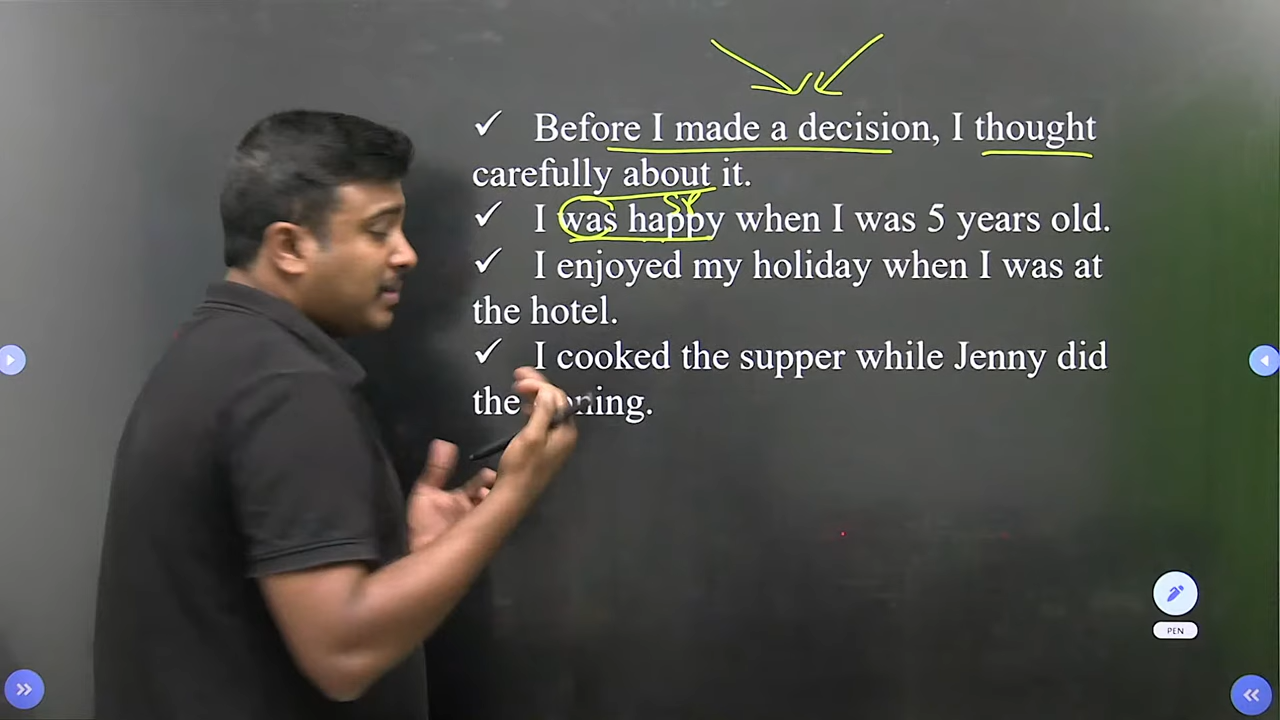 ✓ Before I made a decision, I thought
carefully about it.
✓ I was happy when I was 5 years old.
✓ I enjoyed my holiday when I was at
the hotel.
✓ I cooked the supper while Jenny did
the
PEN